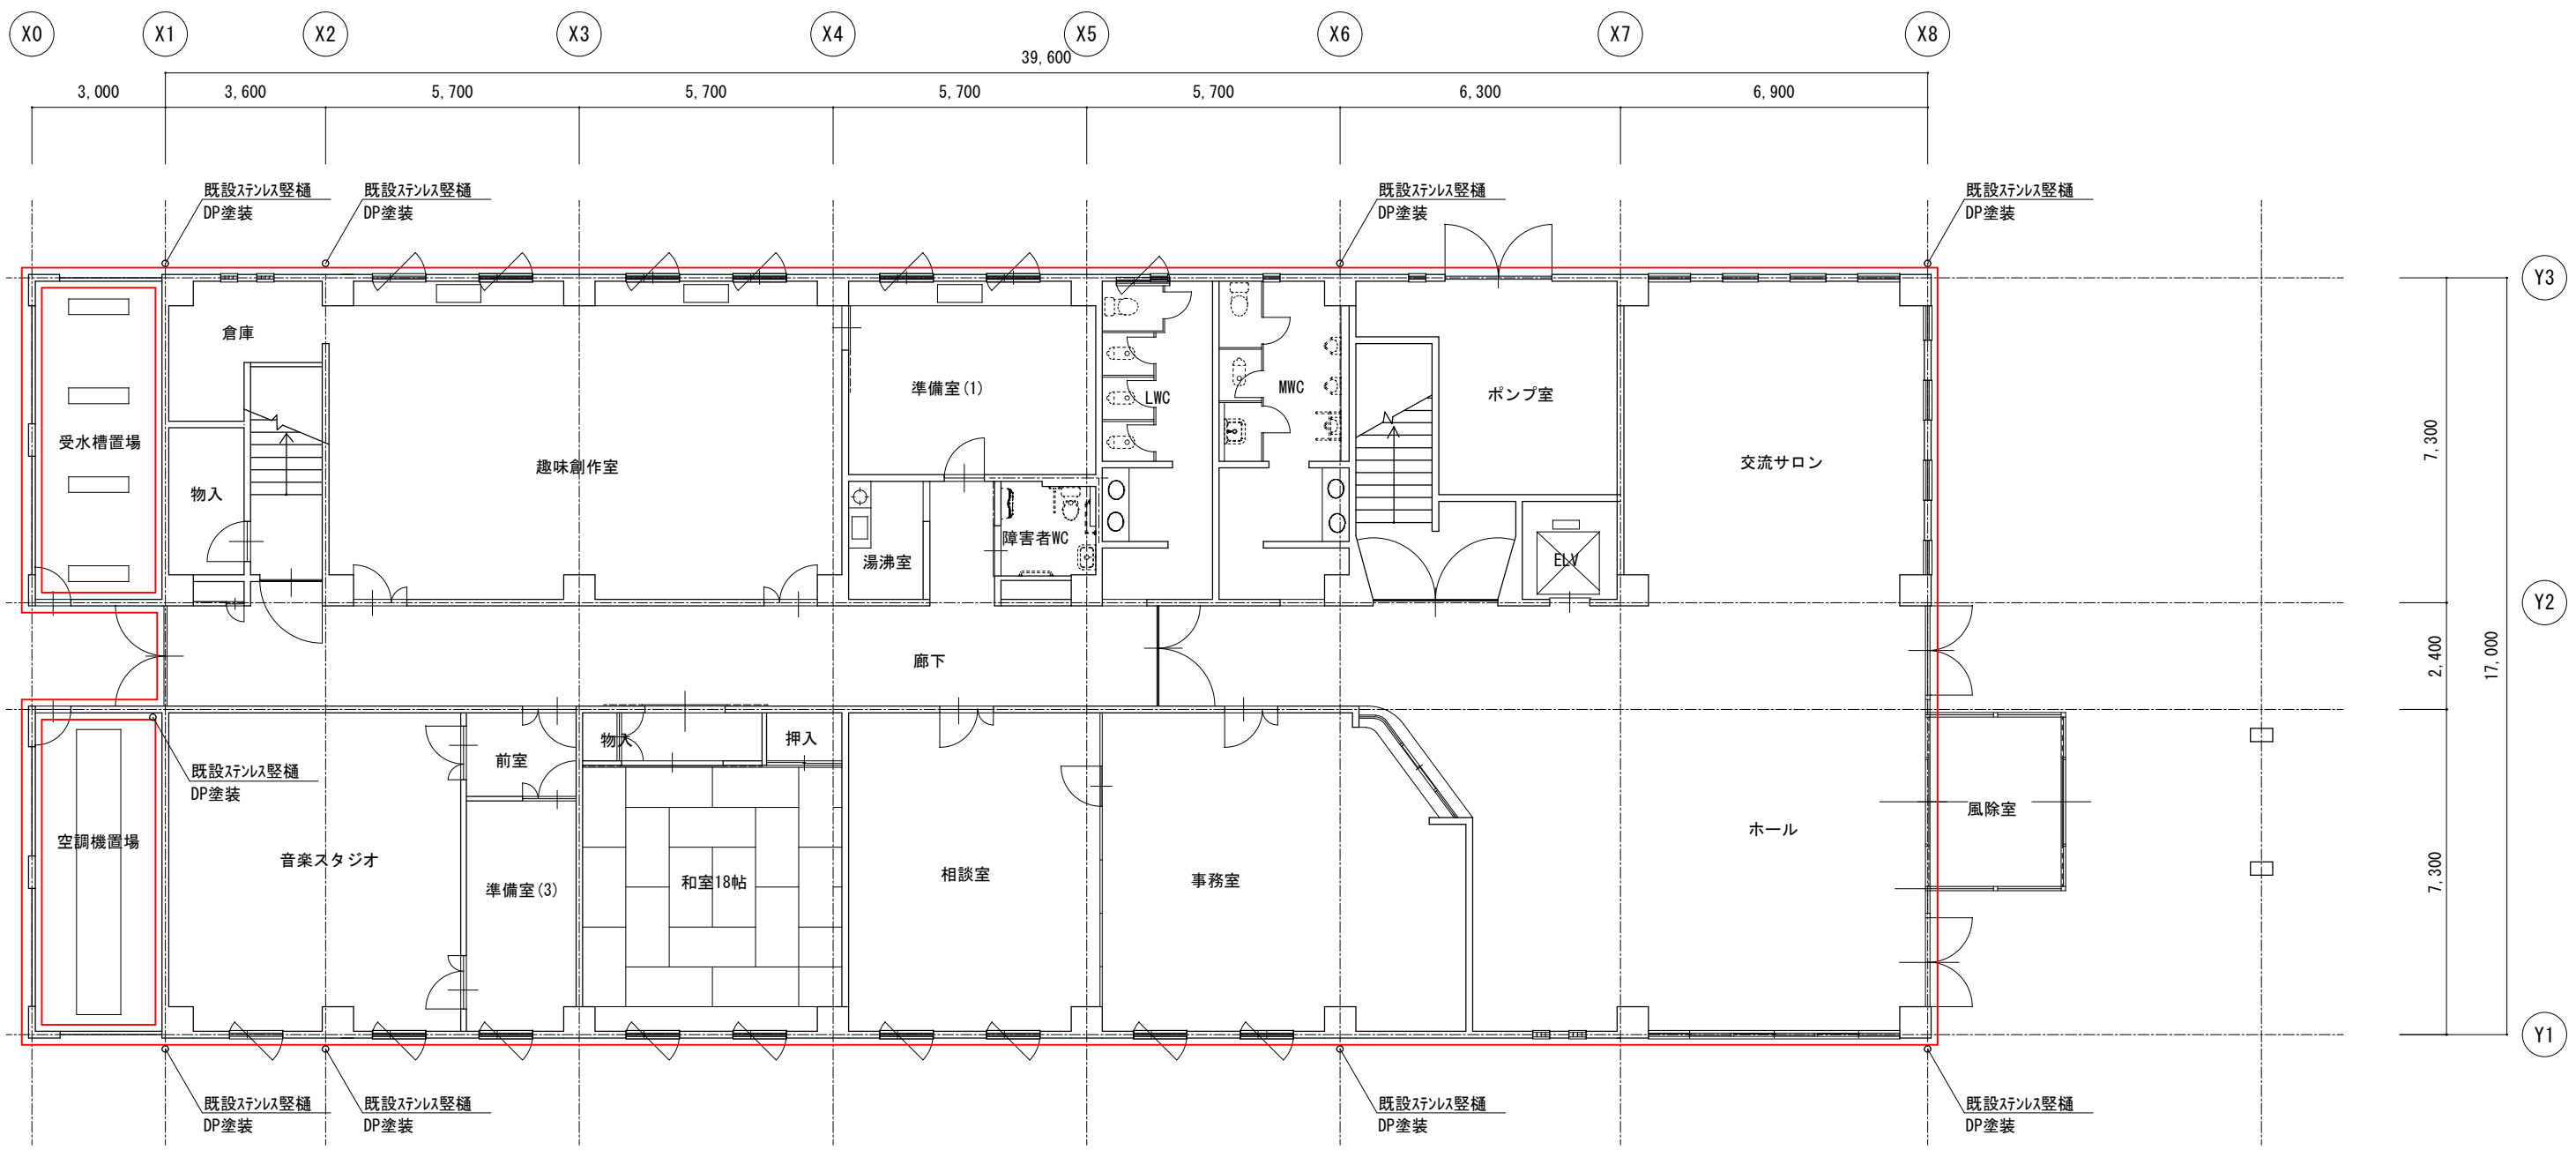 X0 X1 X2 X3 X4 X5 X6 X7 X8
39,600
3,000 3,600 5,700 5,700 5,700 5,700 6,300 6,900
既設ステンレス竪樋
DP塗装
既設ステンレス竪樋
DP塗装
既設ステンレス竪樋
DP塗装
既設ステンレス竪樋
DP塗装
Y3
倉庫
準備室(1)
LWC
MWC
ポンプ室
受水槽置場
趣味創作室
交流サロン
7,300
物入
障害者WC
湯沸室
ELV
Y2
廊下
2,400
17,000
物入
押入
前室
既設ステンレス竪樋
DP塗装
風除室
ホール
空調機置場
音楽スタジオ
準備室(3)
和室18帖
相談室
事務室
7,300
Y1
既設ステンレス竪樋
DP塗装
既設ステンレス竪樋
DP塗装
既設ステンレス竪樋
DP塗装
既設ステンレス竪樋
DP塗装